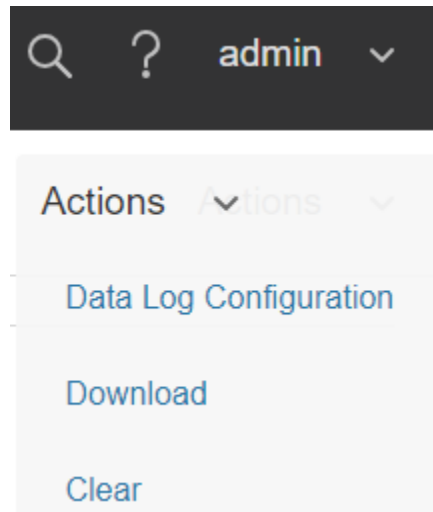 ? admin
Actions Actions
Data Log Configuration
Download
Clear